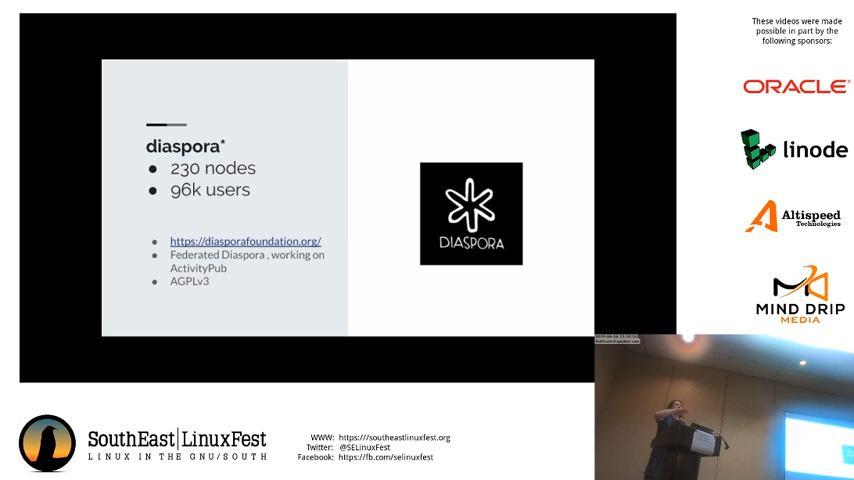 These videos were made
possible in part by the
following sponsors:
ORACLE
linode
Altispeed
Technologies
MIND DRIP
MEDIA
diaspora*
● 230 nodes
● 96k users
● https://diasporafoundation.org/
● Federated Diaspora , working on
ActivityPub
● AGPLv3
DIASPORA
SouthEast|LinuxFest
LINUX IN THE GNU/SOUTH
WWW: https:///southeastlinuxfest.org
Twitter: @SELinuxFest
Facebook: https://fb.com/selinuxfest